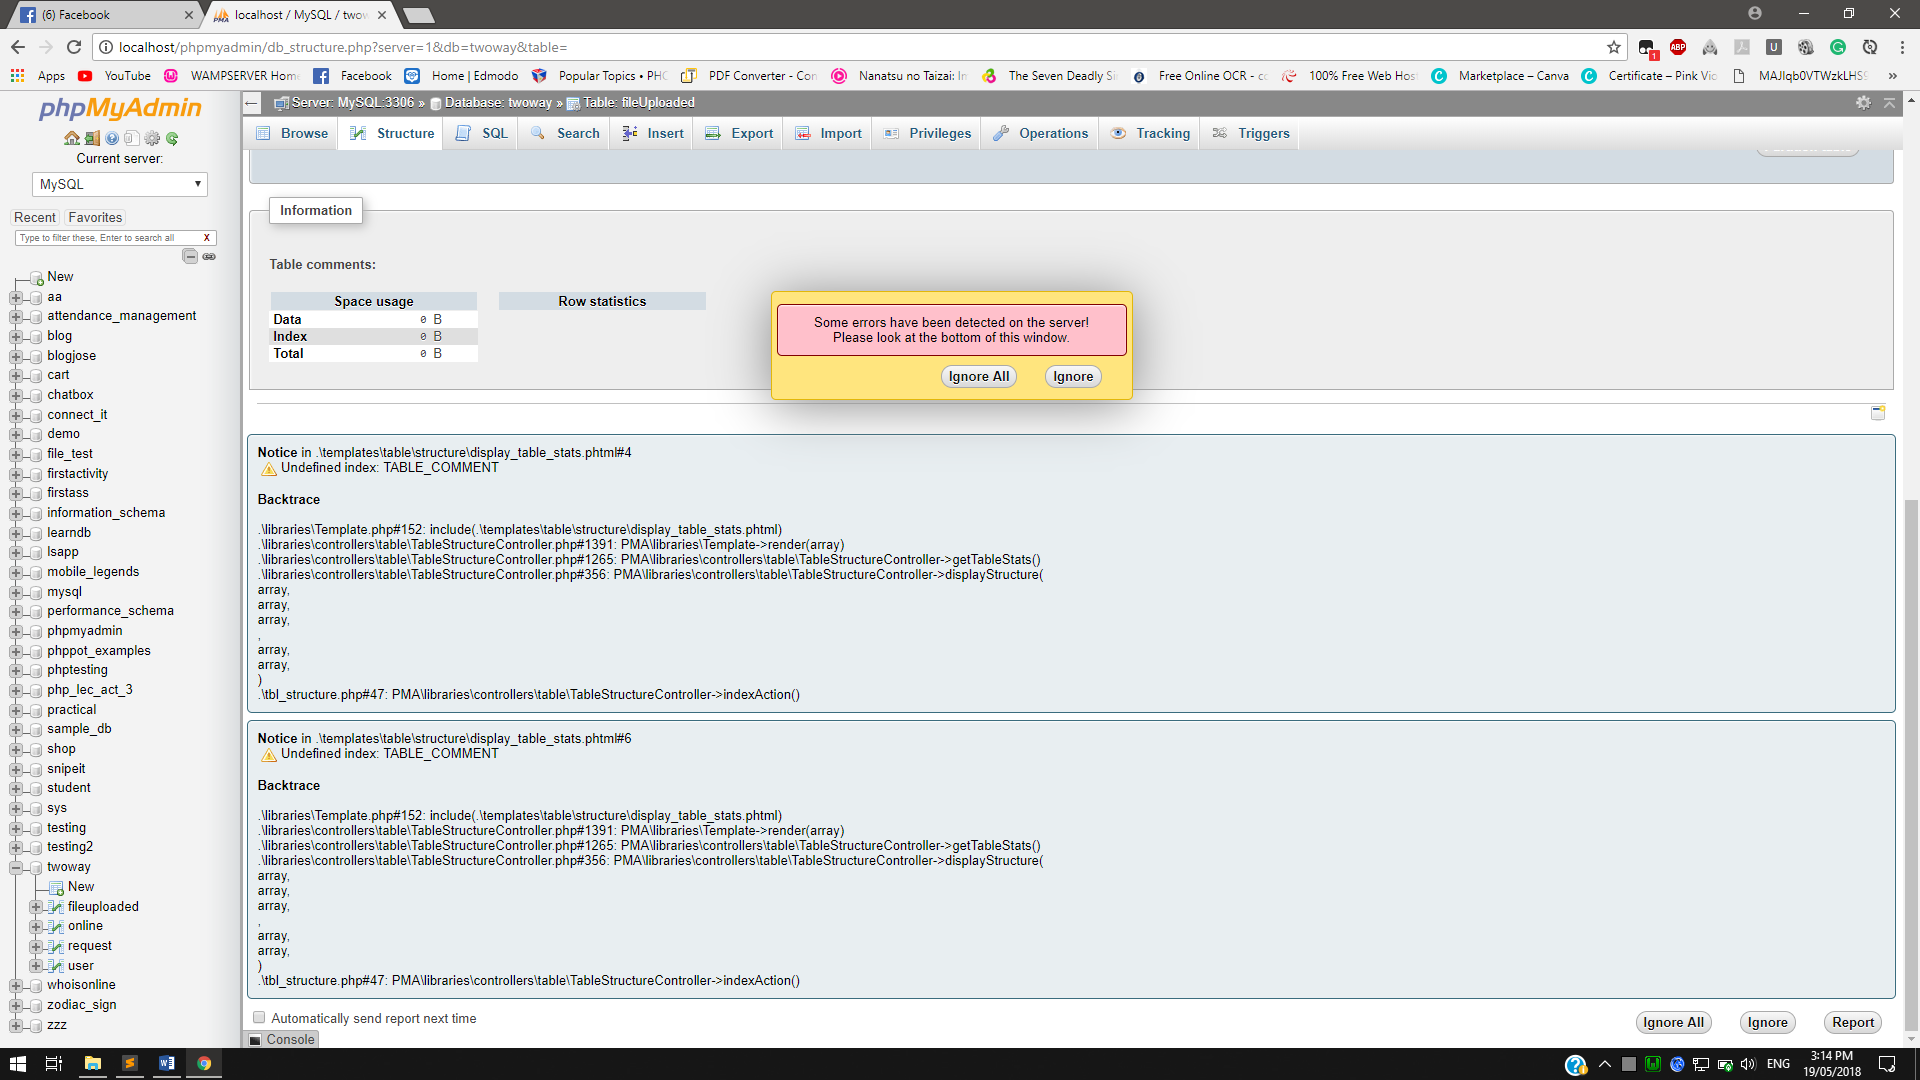 (6) Facebook
localhost / MySQL / twow
localhost/phpmyadmin/db_structure.php?server=1&db=twoway&table=
1
ABP
Apps
YouTube
WAMPSERVER Hom
Facebook
Home | Edmodo
Popular Topics • PHC
PDF Converter - Con
Nanatsu no Taizai: In
The Seven Deadly Si
Free Online OCR - co
100% Free Web Host
Marketplace – Canva
Certificate – Pink Vio
MAJIqb0VTWzkLHS
»
phpMyAdmin
Current server:
MySQL
Recent Favorites
Type to filter these, Enter to search all X
New
aa
attendance_management
blog
blogjose
cart
chatbox
connect_it
demo
file_test
firstactivity
firstass
information_schema
learndb
lsapp
mobile_legends
mysql
performance_schema
phpmyadmin
phppot_examples
phptesting
php_lec_act_3
practical
sample_db
shop
snipeit
student
sys
testing
testing2
twoway
New
fileuploaded
online
request
user
whoisonline
zodiac_sign
zzz
Server: MySQL:3306 » Database: twoway » Table: fileUploaded
Browse Structure SQL Search Insert Export Import Privileges Operations Tracking Triggers
Information
Table comments:
Space usage
Data 0 B
Index 0 B
Total 0 B
Row statistics
Some errors have been detected on the server!
Please look at the bottom of this window.
Ignore All Ignore
Notice in .\templates\table\structure\display_table_stats.phtml#4
Undefined index: TABLE_COMMENT
Backtrace
.\libraries\Template.php#152: include(.\templates\table\structure\display_table_stats.phtml)
.\libraries\controllers\table\TableStructureController.php#1391: PMA\libraries\Template->render(array)
.\libraries\controllers\table\TableStructureController.php#1265: PMA\libraries\controllers\table\TableStructureController->getTableStats()
.\libraries\controllers\table\TableStructureController.php#356: PMA\libraries\controllers\table\TableStructureController->displayStructure(
array,
array,
array,
,
array,
array,
)
.\tbl_structure.php#47: PMA\libraries\controllers\table\TableStructureController->indexAction()
Notice in .\templates\table\structure\display_table_stats.phtml#6
Undefined index: TABLE_COMMENT
Backtrace
.\libraries\Template.php#152: include(.\templates\table\structure\display_table_stats.phtml)
.\libraries\controllers\table\TableStructureController.php#1391: PMA\libraries\Template->render(array)
.\libraries\controllers\table\TableStructureController.php#1265: PMA\libraries\controllers\table\TableStructureController->getTableStats()
.\libraries\controllers\table\TableStructureController.php#356: PMA\libraries\controllers\table\TableStructureController->displayStructure(
array,
array,
array,
,
array,
array,
)
.\tbl_structure.php#47: PMA\libraries\controllers\table\TableStructureController->indexAction()
Automatically send report next time
Ignore All Ignore Report
Console
ENG
3:14 PM
19/05/2018